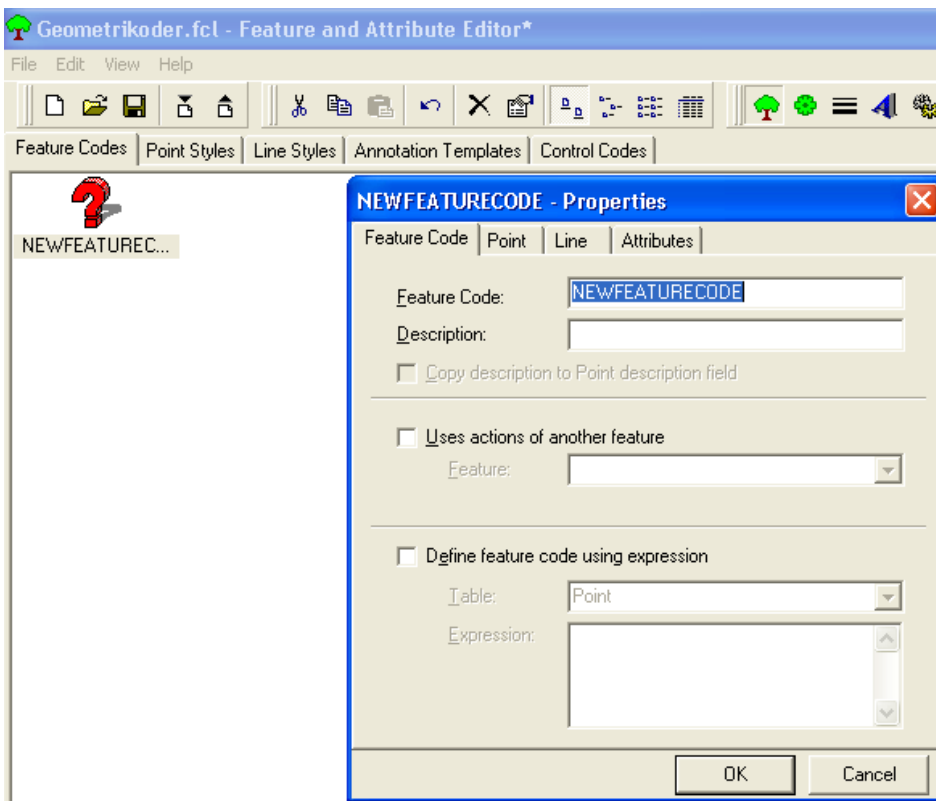 Geometrikoder.fcl - Feature and Attribute Editor*
File Edit View Help
Feature Codes Point Styles Line Styles Annotation Templates Control Codes
NEWFEATUREC...
NEWFEATURECODE - Properties
Feature Code Point Line Attributes
Feature Code: NEWFEATURECODE
Description:
Copy description to Point description field
Uses actions of another feature
Feature:
Define feature code using expression
Table: Point
Expression:
OK Cancel